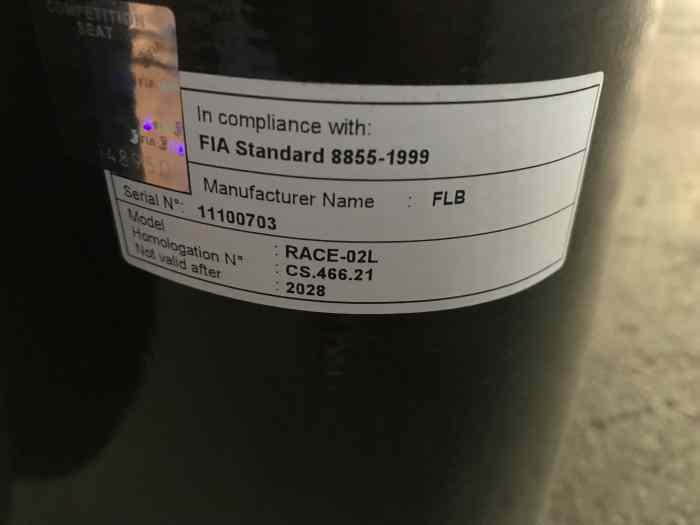 COMPETITION
SEAT
In compliance with:
FIA Standard 8855-1999
Manufacturer Name : FLB
Serial N°: 11100703
Model : RACE-02L
Homologation N° : CS.466.21
Not valid after : 2028